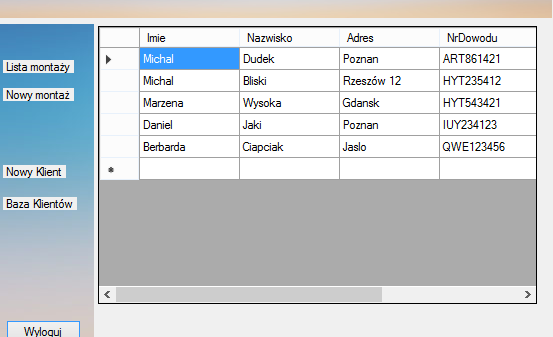 Imie Nazwisko Adres NrDowodu
Michal Dudek Poznan ART861421
Michal Bliski Rzeszów 12 HYT235412
Marzena Wysoka Gdansk HYT543421
Daniel Jaki Poznan IUY234123
Berbarda Ciapciak Jaslo QWE123456
Lista montaży
Nowy montaż
Nowy Klient
Baza Klientów
Wyloguj